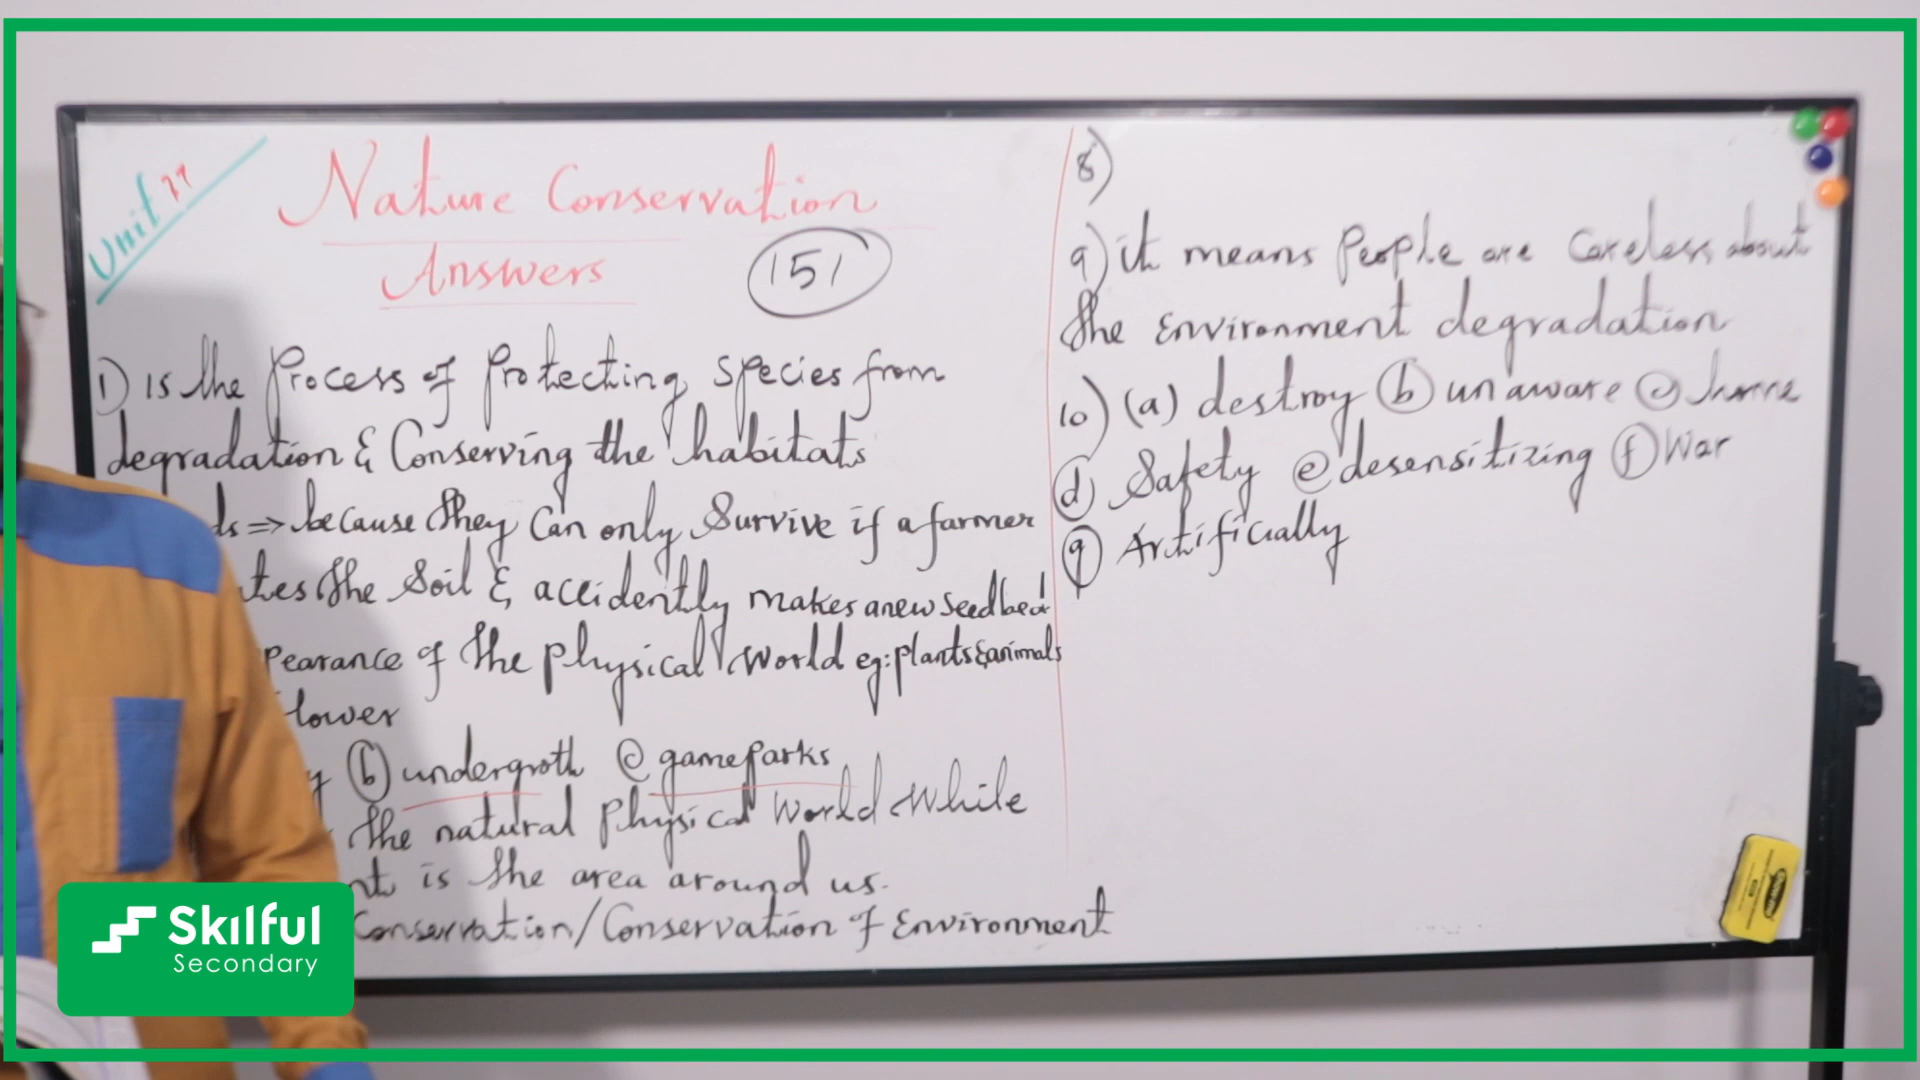 Unit 11
Nature Conservation
Answers
151
1) is the Process of Protecting Species from
degradation & Conserving the habitats
ds => because they Can only Survive if a farmer
tes the Soil & accidently makes a new Seedbed
pearance of the physical World eg: plants & animals
lower
y (b) undergroth (c) gameparks
the natural physical World while
nt is the area around us.
Conservation/Conservation of Environment
8)
9) it means People are Careless about
the Environment degradation
10) (a) destroy (b) unaware (c)
(d) Safety (e) desensitizing (f) War
(g) Artificially
Skilful
Secondary